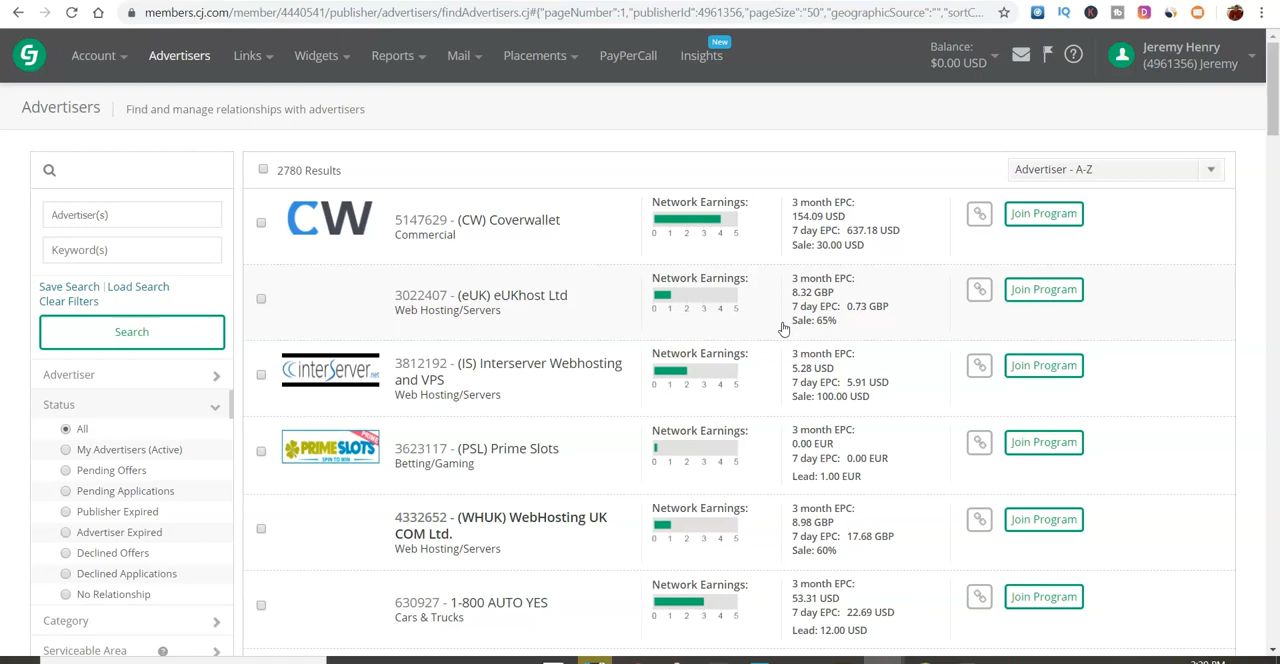 members.cj.com/member/4440541/publisher/advertisers/findAdvertisers.cj#{"pageNumber":1,"publisherId":4961356,"pageSize":"50","geographicSource":"","sortC...
Account
Advertisers
Links
Widgets
Reports
Mail
Placements
PayPerCall
Insights
New
Balance:
$0.00 USD
Jeremy Henry
(4961356) Jeremy
Advertisers
Find and manage relationships with advertisers
Advertiser(s)
Keyword(s)
Save Search | Load Search
Clear Filters
Search
Advertiser
Status
All
My Advertisers (Active)
Pending Offers
Pending Applications
Publisher Expired
Advertiser Expired
Declined Offers
Declined Applications
No Relationship
Category
Serviceable Area
2780 Results
Advertiser - A-Z
CW
5147629 - (CW) Coverwallet
Commercial
Network Earnings:
0 1 2 3 4 5
3 month EPC:
154.09 USD
7 day EPC: 637.18 USD
Sale: 30.00 USD
Join Program
3022407 - (eUK) eUKhost Ltd
Web Hosting/Servers
Network Earnings:
0 1 2 3 4 5
3 month EPC:
8.32 GBP
7 day EPC: 0.73 GBP
Sale: 65%
Join Program
interServer.net
3812192 - (IS) Interserver Webhosting
and VPS
Web Hosting/Servers
Network Earnings:
0 1 2 3 4 5
3 month EPC:
5.28 USD
7 day EPC: 5.91 USD
Sale: 100.00 USD
Join Program
PRIMESLOTS
SPIN TO WIN
3623117 - (PSL) Prime Slots
Betting/Gaming
Network Earnings:
0 1 2 3 4 5
3 month EPC:
0.00 EUR
7 day EPC: 0.00 EUR
Lead: 1.00 EUR
Join Program
4332652 - (WHUK) WebHosting UK
COM Ltd.
Web Hosting/Servers
Network Earnings:
0 1 2 3 4 5
3 month EPC:
8.98 GBP
7 day EPC: 17.68 GBP
Sale: 60%
Join Program
630927 - 1-800 AUTO YES
Cars & Trucks
Network Earnings:
0 1 2 3 4 5
3 month EPC:
53.31 USD
7 day EPC: 22.69 USD
Lead: 12.00 USD
Join Program